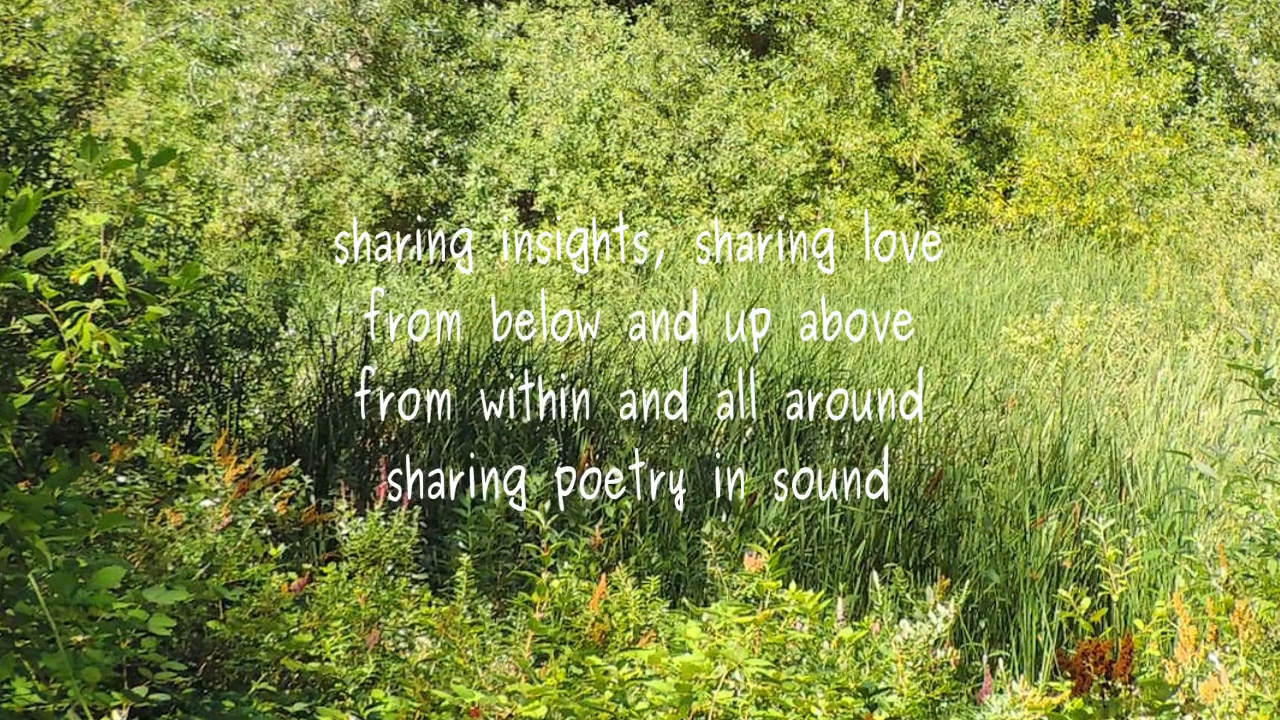 sharing insights, sharing love
from below and up above
from within and all around
sharing poetry in sound